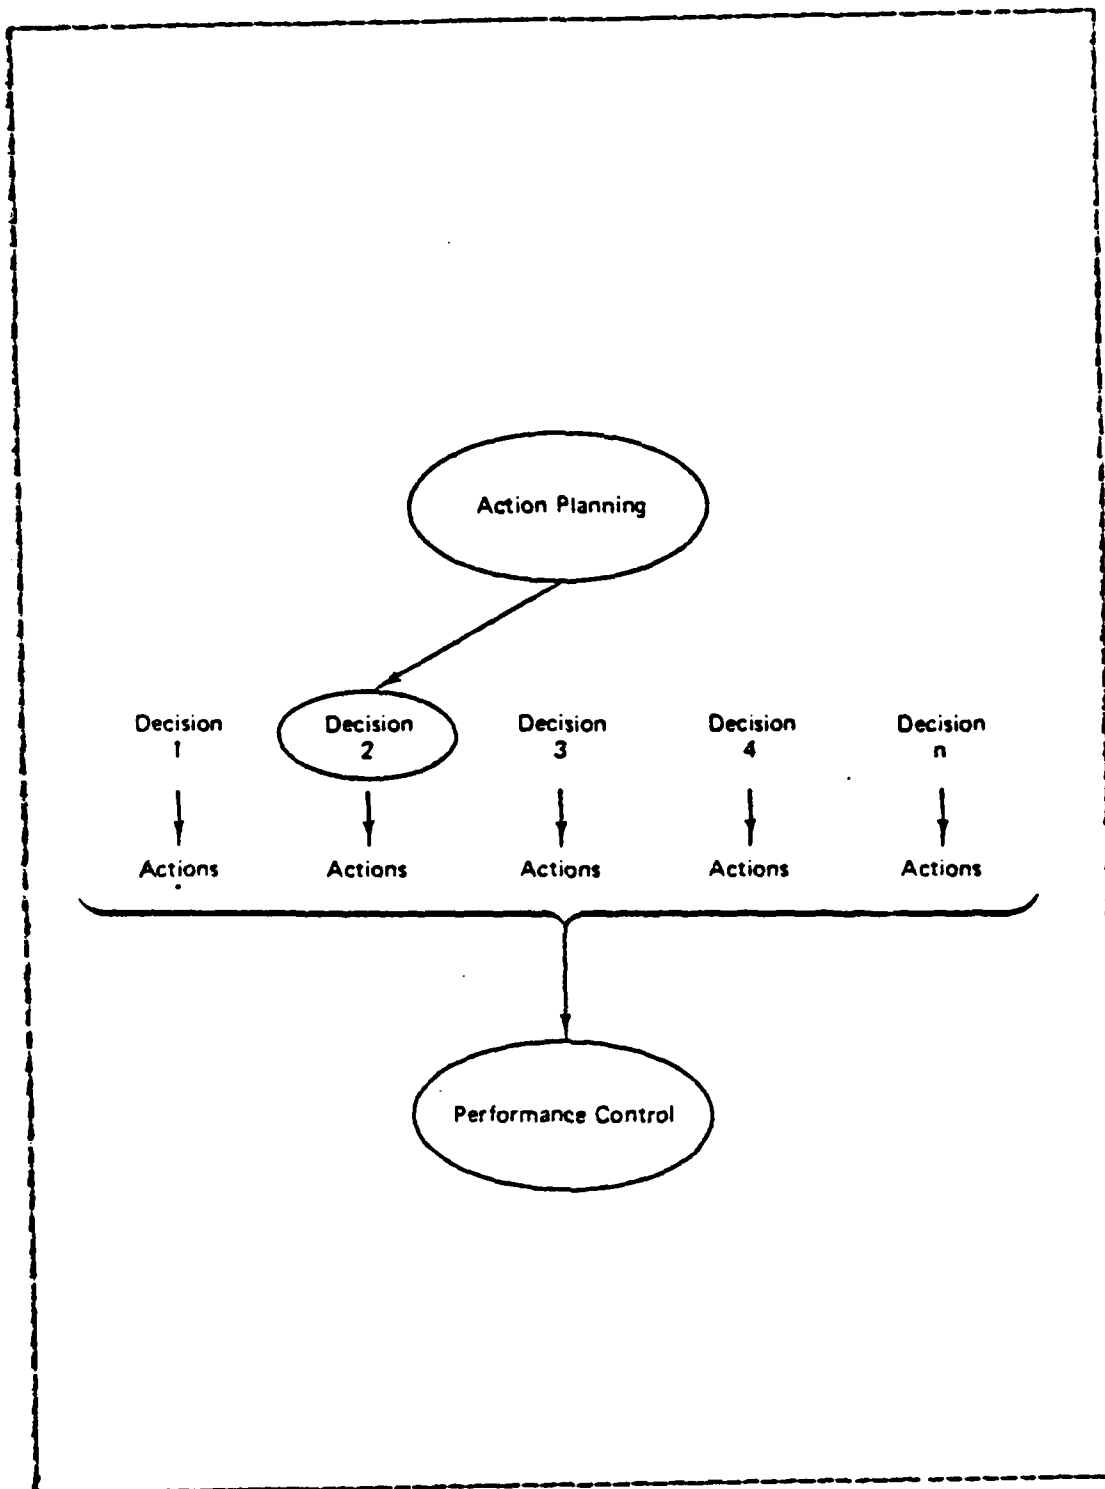 Action Planning
Decision Decision Decision Decision Decision
1 2 3 4 n
Actions Actions Actions Actions Actions
Performance Control